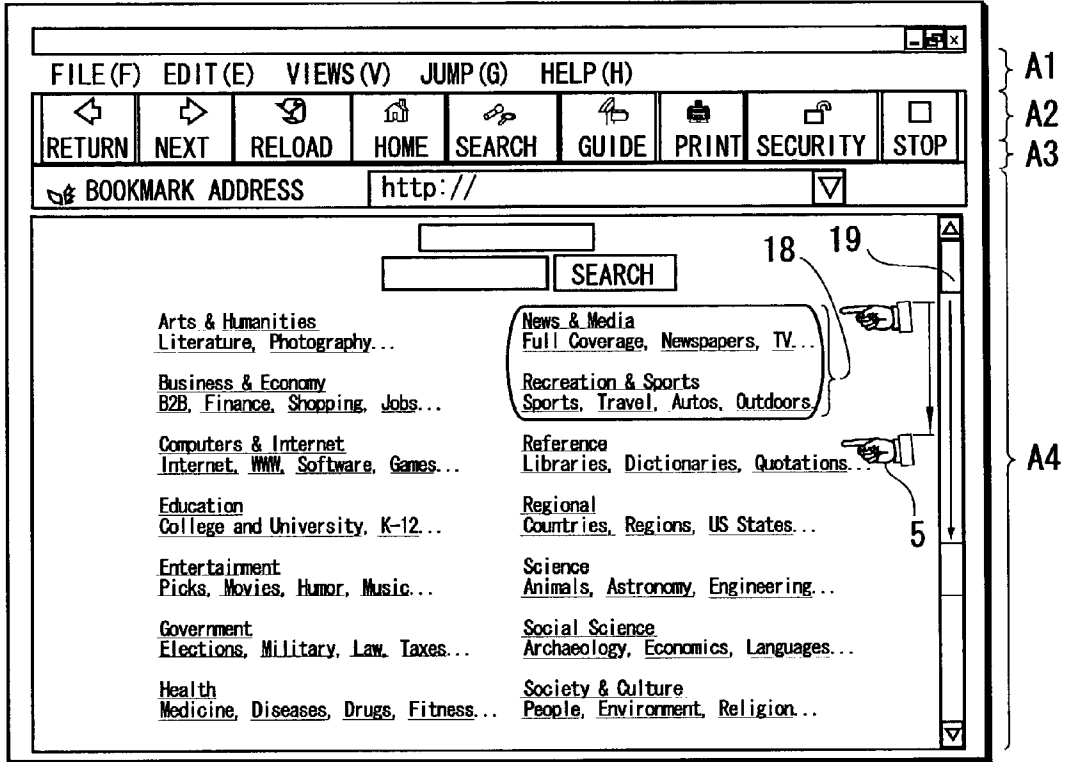 FILE(F) EDIT(E) VIEWS(V) JUMP(G) HELP(H)
A1
RETURN NEXT RELOAD HOME SEARCH GUIDE PRINT SECURITY STOP
A2
A3
BOOKMARK ADDRESS http://
18 19
SEARCH
Arts & Humanities
Literature, Photography...
Business & Economy
B2B, Finance, Shopping, Jobs...
Computers & Internet
Internet, WWW, Software, Games...
Education
College and University, K-12...
Entertainment
Picks, Movies, Humor, Music...
Government
Elections, Military, Law, Taxes...
Health
Medicine, Diseases, Drugs, Fitness...
News & Media
Full Coverage, Newspapers, TV...
Recreation & Sports
Sports, Travel, Autos, Outdoors
Reference
Libraries, Dictionaries, Quotations...
Regional
Countries, Regions, US States...
Science
Animals, Astronomy, Engineering...
Social Science
Archaeology, Economics, Languages...
Society & Culture
People, Environment, Religion...
5
A4